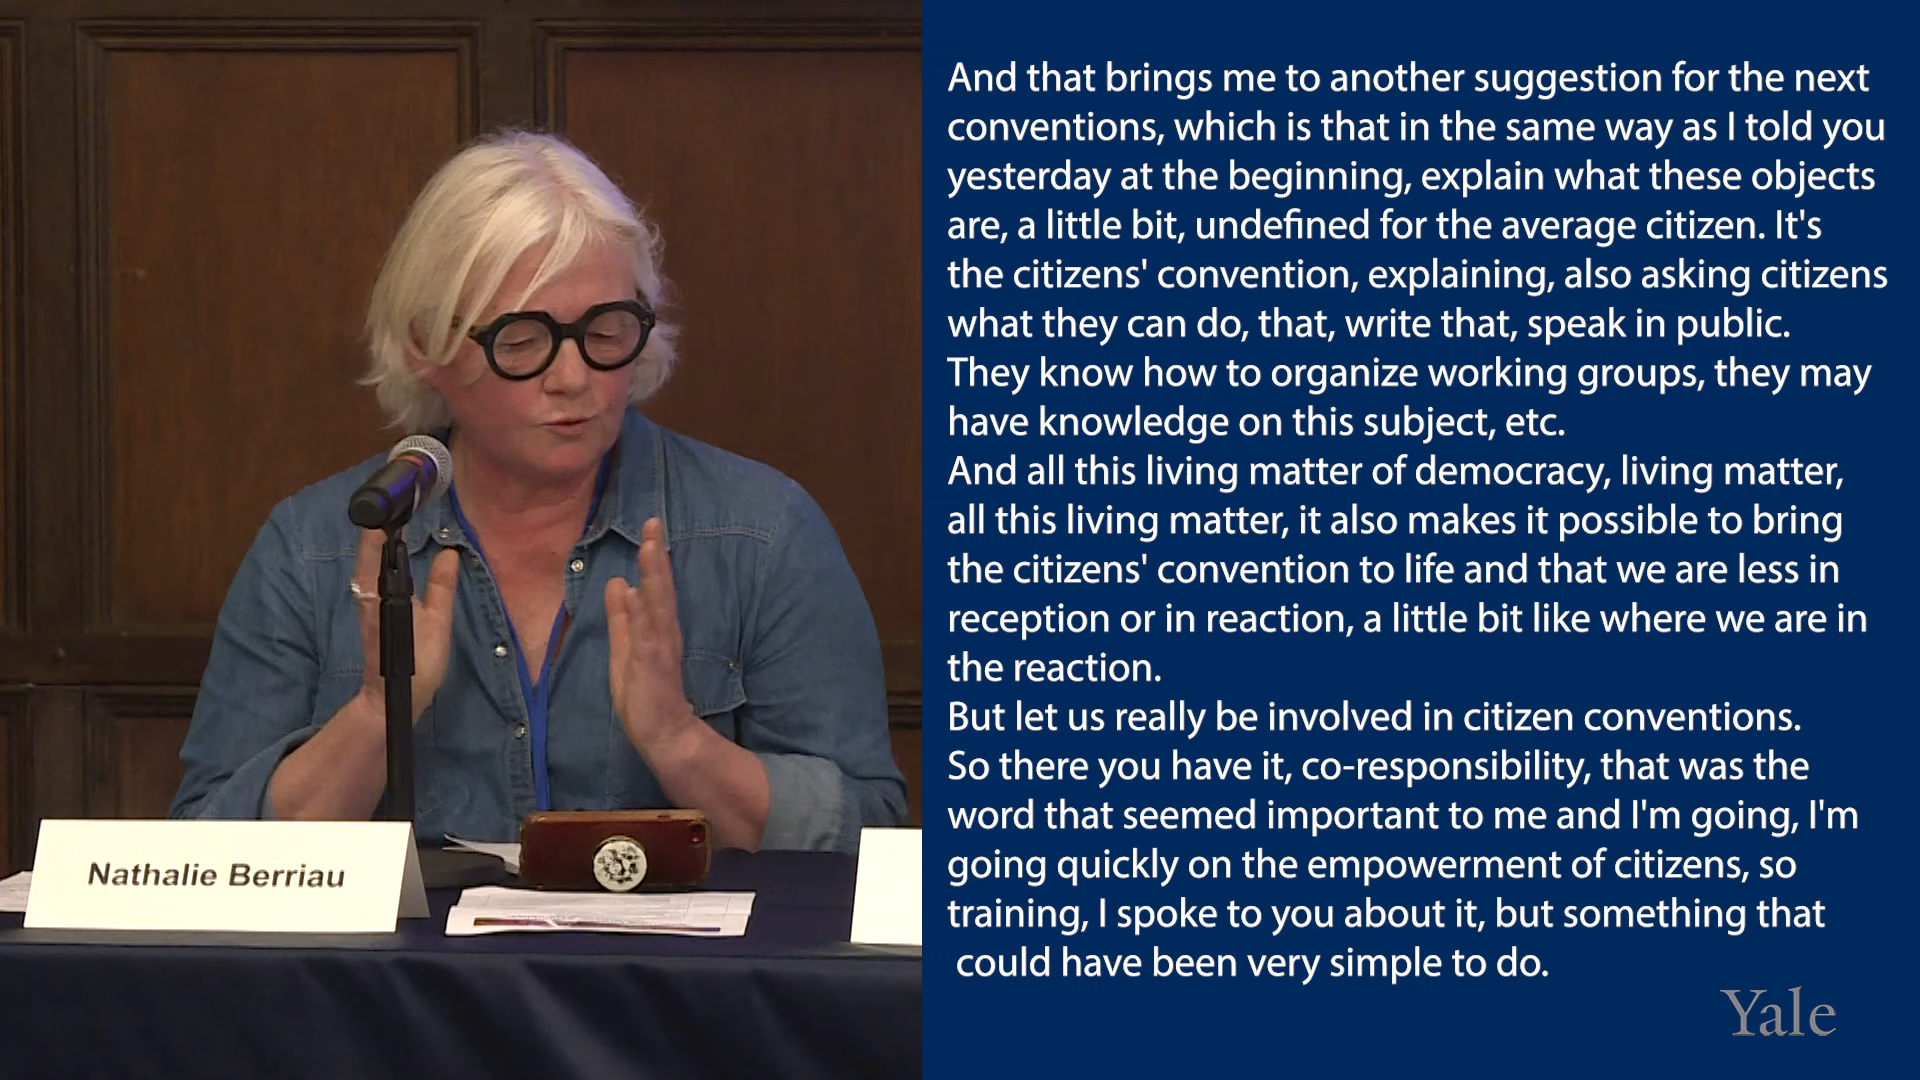 And that brings me to another suggestion for the next
conventions, which is that in the same way as I told you
yesterday at the beginning, explain what these objects
are, a little bit, undefined for the average citizen. It's
the citizens' convention, explaining, also asking citizens
what they can do, that, write that, speak in public.
They know how to organize working groups, they may
have knowledge on this subject, etc.
And all this living matter of democracy, living matter,
all this living matter, it also makes it possible to bring
the citizens' convention to life and that we are less in
reception or in reaction, a little bit like where we are in
the reaction.
But let us really be involved in citizen conventions.
So there you have it, co-responsibility, that was the
word that seemed important to me and I'm going, I'm
going quickly on the empowerment of citizens, so
training, I spoke to you about it, but something that
could have been very simple to do.
Nathalie Berriau
Yale